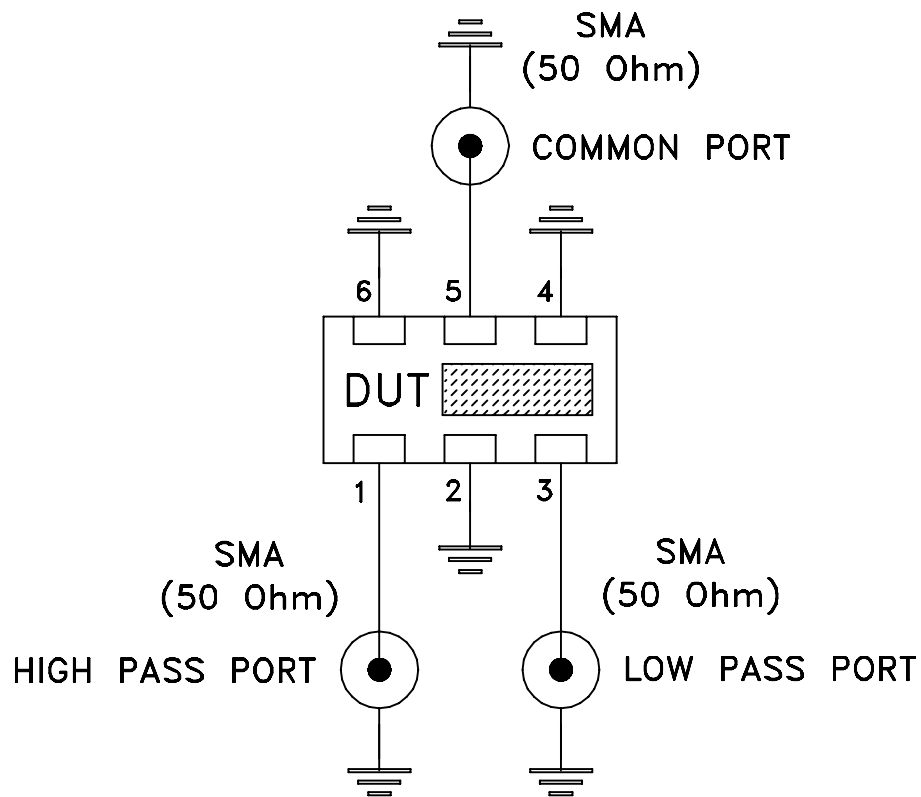 SMA
(50 Ohm)
COMMON PORT
6 5 4
DUT
1 2 3
SMA
(50 Ohm)
SMA
(50 Ohm)
HIGH PASS PORT
LOW PASS PORT